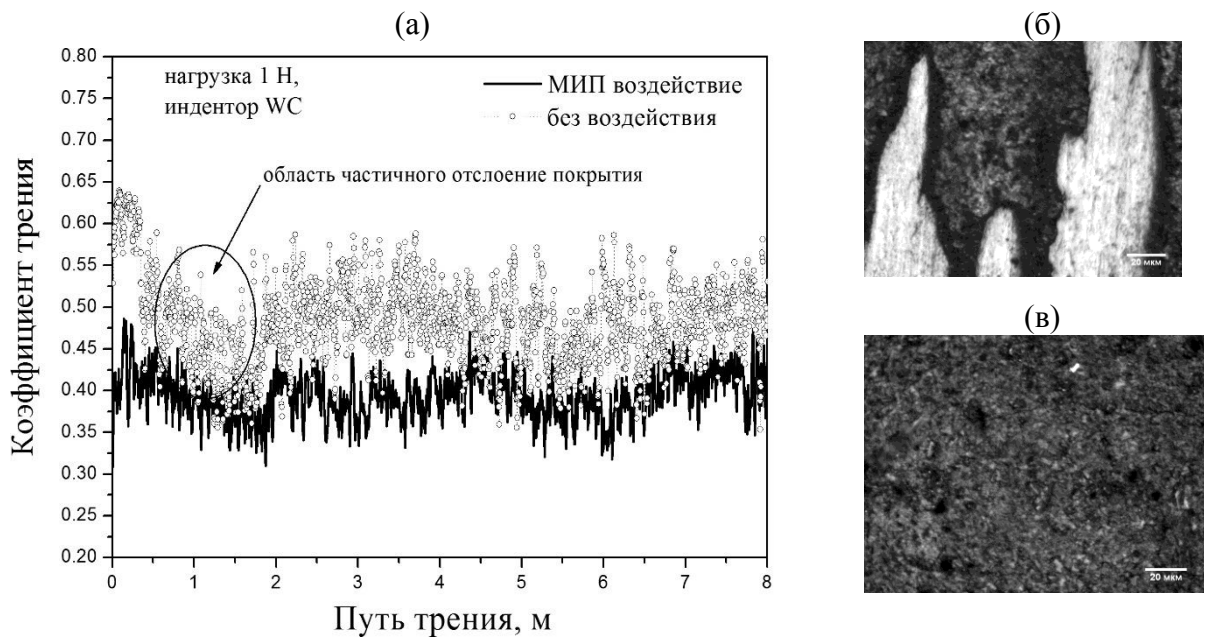 (а)
нагрузка 1 Н,
индентор WC
МИП воздействие
без воздействия
область частичного отслоение покрытия
Коэффициент трения
0.80
0.75
0.70
0.65
0.60
0.55
0.50
0.45
0.40
0.35
0.30
0.25
0.20
0
1
2
3
4
5
6
7
8
Путь трения, м
(б)
20 мкм
(в)
20 мкм